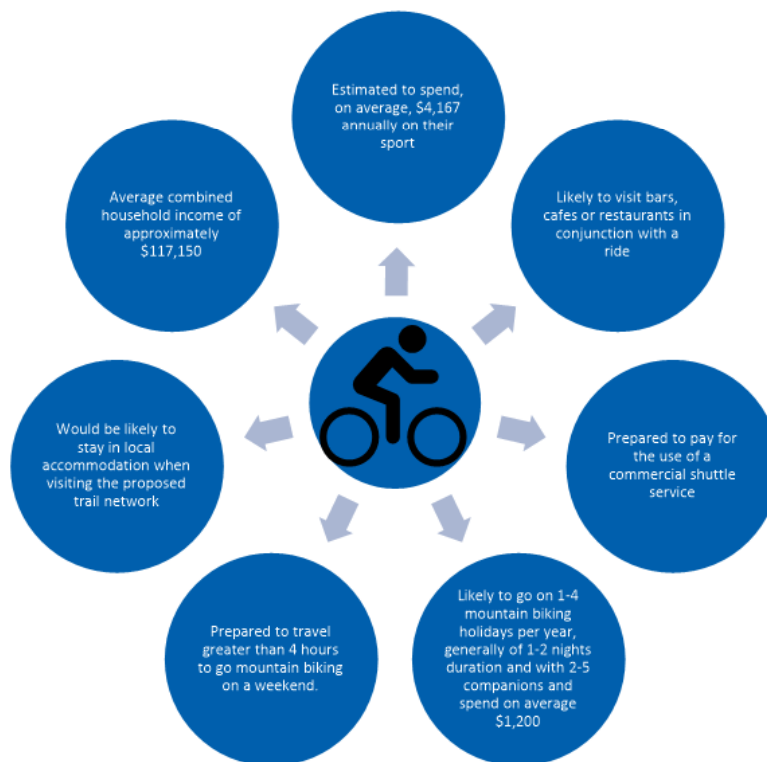 Estimated to spend,
on average, $4,167
annually on their
sport
Likely to visit bars,
cafes or restaurants in
conjunction with a
ride
Prepared to pay for
the use of a
commercial shuttle
service
Likely to go on 1-4
mountain biking
holidays per year,
generally of 1-2 nights
duration and with 2-5
companions and
spend on average
$1,200
Prepared to travel
greater than 4 hours
to go mountain biking
on a weekend.
Would be likely to
stay in local
accommodation when
visiting the proposed
trail network
Average combined
household income of
approximately
$117,150